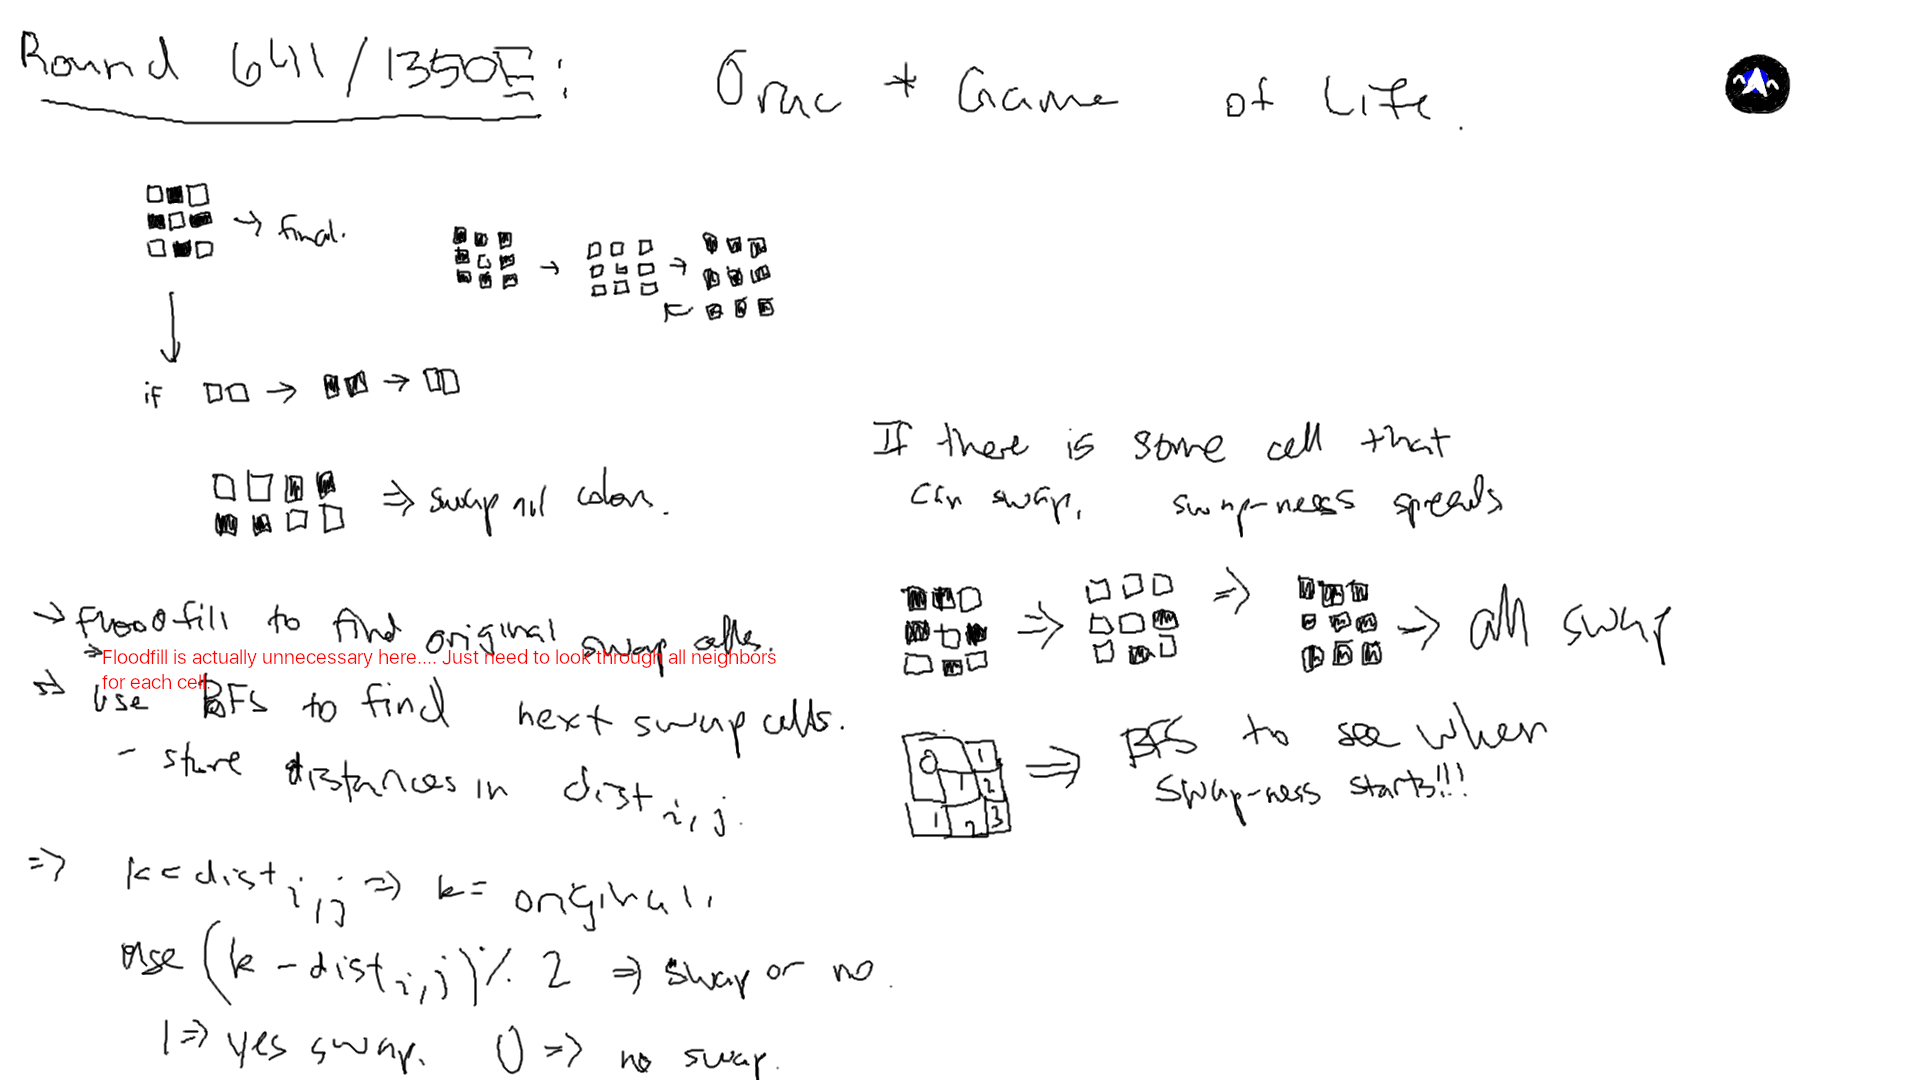 Round 641 / 1350E : Orac * Game of Life.
→ final.
if
⇒ swap all colors.
If there is some cell that
can swap, swap-ness spreads
⇒ all swap
→ Floodfill to find original swap cells.
⇒ Floodfill is actually unnecessary here.... Just need to look through all neighbors
for each cell.
⇒ use BFS to find next swap cells.
- store distances in dist i,j.
0 1
1 2
1 2 3
⇒ BFS to see when
swap-ness starts!!!
⇒ k < dist i,j ⇒ k = original.
else (k - dist i,j) % 2 ⇒ swap or no.
1 ⇒ yes swap. 0 ⇒ no swap.